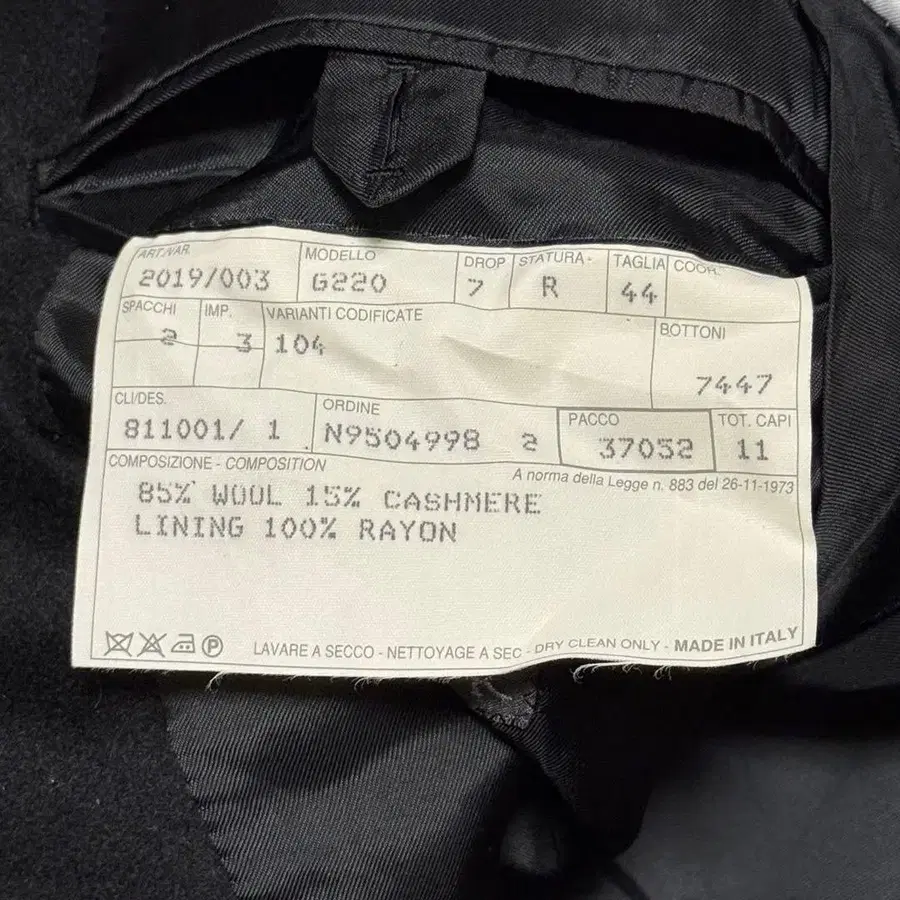 ART./VAR. MODELLO DROP STATURA TAGLIA COOR.
2019/003 G220 7 R 44
SPACCHI IMP. VARIANTI CODIFICATE BOTTONI
2 3 104 7447
CLI/DES. ORDINE PACCO TOT. CAPI
811001/ 1 N9504998 2 37052 11
COMPOSIZIONE - COMPOSITION A norma della Legge n. 883 del 26-11-1973
85% WOOL 15% CASHMERE
LINING 100% RAYON
P LAVARE A SECCO - NETTOYAGE A SEC - DRY CLEAN ONLY - MADE IN ITALY